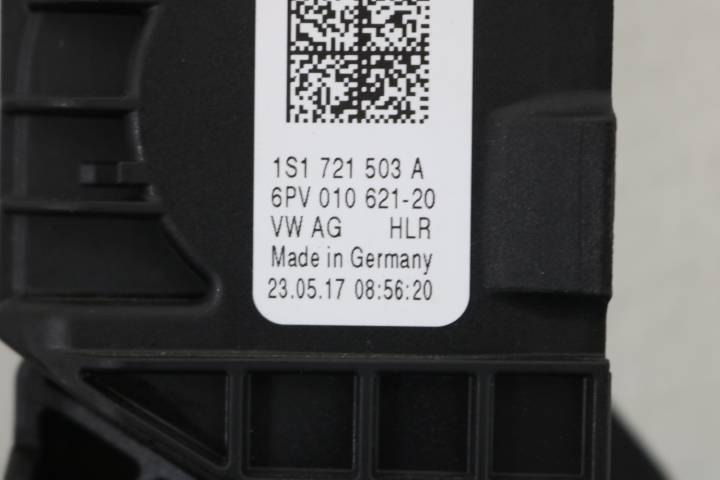 1S1 721 503 A
6PV 010 621-20
VW AG HLR
Made in Germany
23.05.17 08:56:20